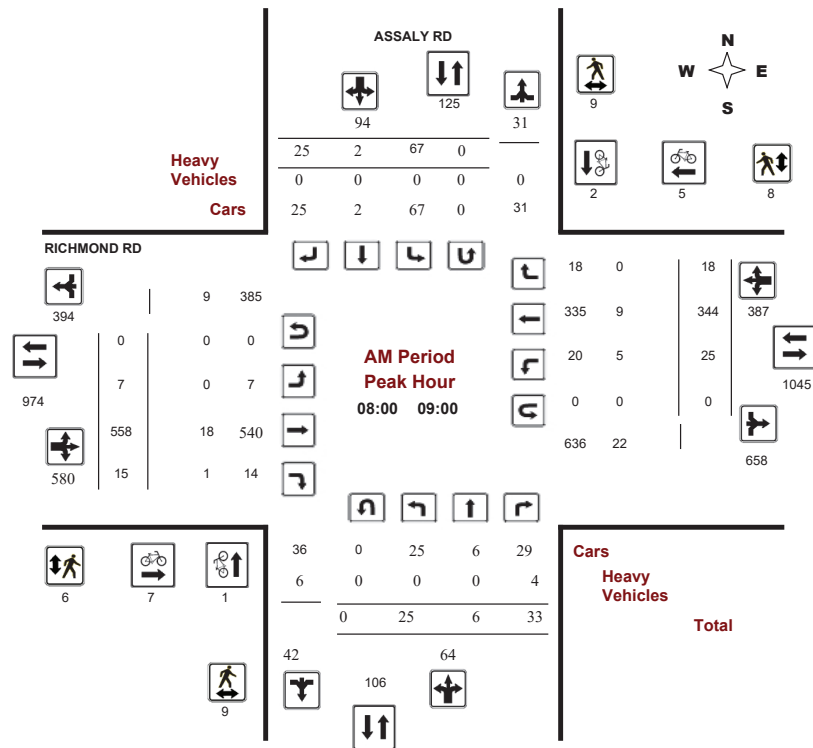 ASSALY RD
N
W E
S
125
9
94 31
25 2 67 0
Heavy
Vehicles
0 0 0 0 0
Cars
25 2 67 0 31
2 5 8
RICHMOND RD
394
9 385
18 0 18
387
335 9 344
0 0 0
974
7 0 7
20 5 25
1045
AM Period
Peak Hour
08:00 09:00
0 0 0
558 18 540
636 22
658
580
15 1 14
36 0 25 6 29
Cars
6 0 0 0 4
Heavy
Vehicles
6 7 1
0 25 6 33
Total
42 64
106
9